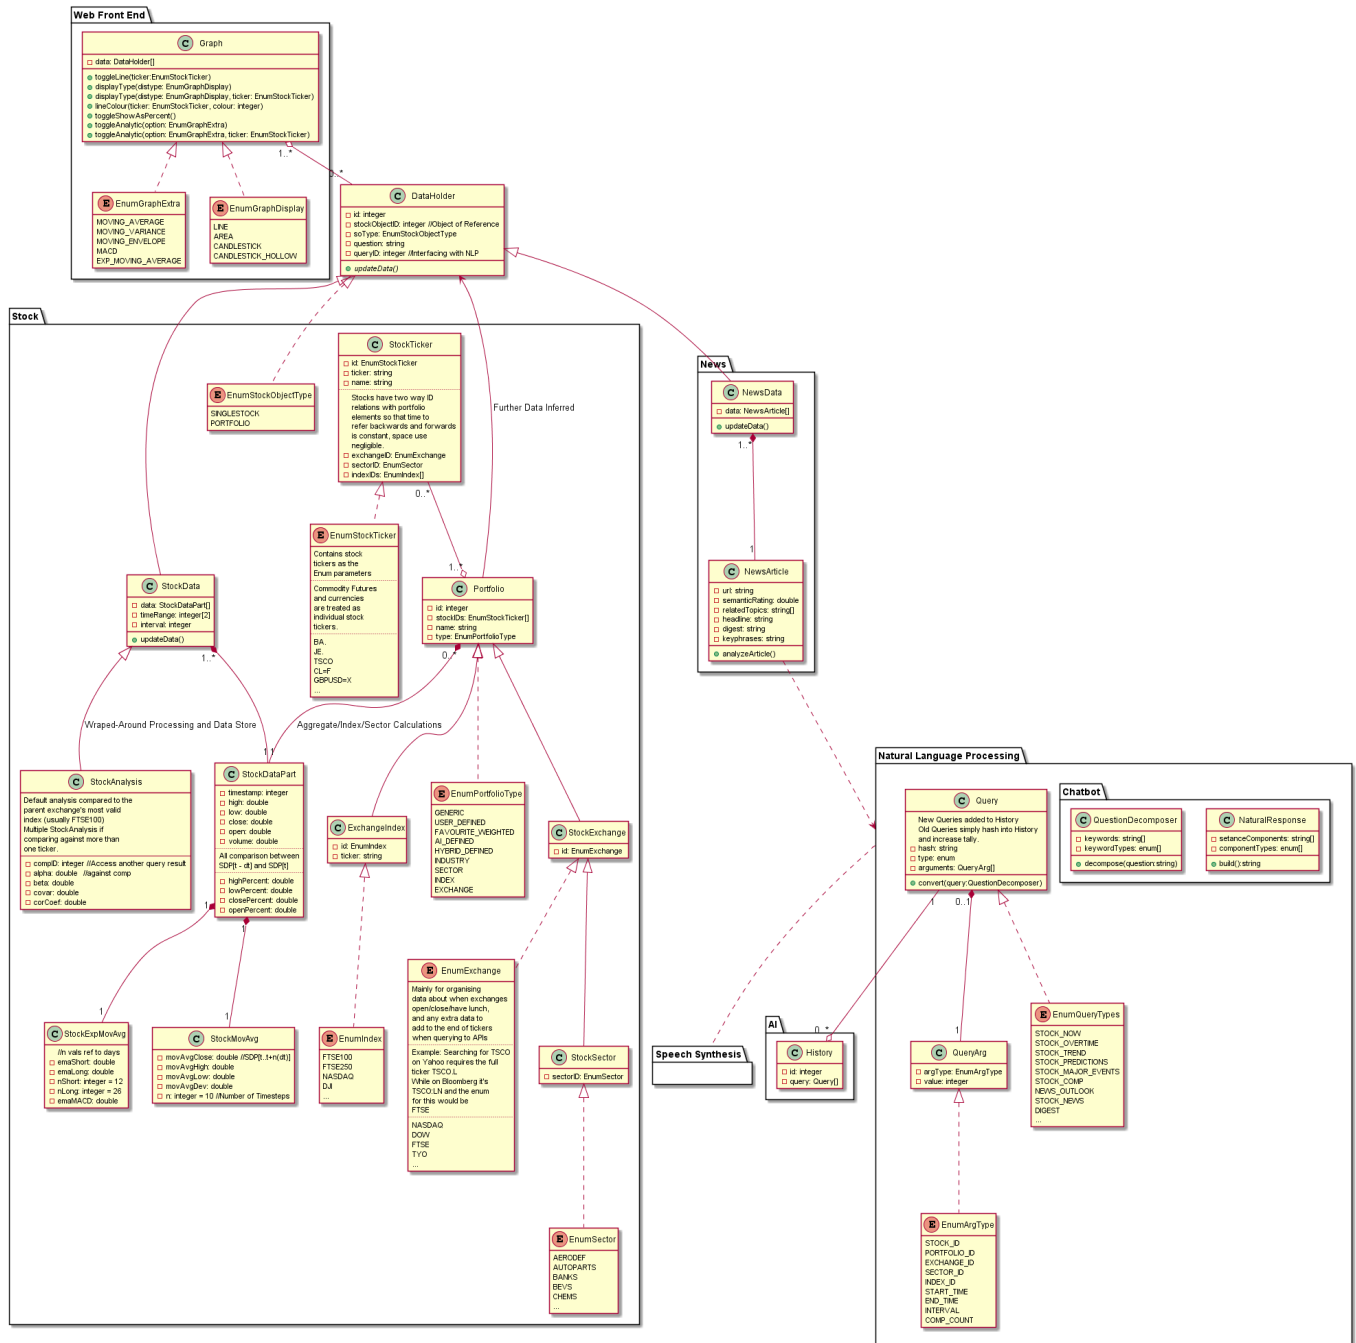 Web Front End
C Graph
data: DataHolder[]
toggleLine(ticker:EnumStockTicker)
displayType(distype: EnumGraphDisplay)
displayType(distype: EnumGraphDisplay, ticker: EnumStockTicker)
lineColour(ticker: EnumStockTicker, colour: integer)
toggleShowAsPercent()
toggleAnalytic(option: EnumGraphExtra)
toggleAnalytic(option: EnumGraphExtra, ticker: EnumStockTicker)
1..*
0..*
E EnumGraphExtra
MOVING_AVERAGE
MOVING_VARIANCE
MOVING_ENVELOPE
MACD
EXP_MOVING_AVERAGE
E EnumGraphDisplay
LINE
AREA
CANDLESTICK
CANDLESTICK_HOLLOW
C DataHolder
id: integer
stockObjectID: integer //Object of Reference
soType: EnumStockObjectType
question: string
queryID: integer //Interfacing with NLP
updateData()
Stock
C StockTicker
id: EnumStockTicker
ticker: string
name: string
Stocks have two way ID
relations with portfolio
elements so that time to
refer backwards and forwards
is constant, space use
negligible.
exchangeID: EnumExchange
sectorID: EnumSector
indexIDs: EnumIndex[]
0..*
E EnumStockObjectType
SINGLESTOCK
PORTFOLIO
Further Data Inferred
News
C NewsData
data: NewsArticle[]
updateData()
1..*
1
C NewsArticle
url: string
semanticRating: double
relatedTopics: string[]
headline: string
digest: string
keyphrases: string
analyzeArticle()
E EnumStockTicker
Contains stock
tickers as the
Enum parameters
Commodity Futures
and currencies
are treated as
individual stock
tickers.
BA.
JE.
TSCO
CL=F
GBPUSD=X
...
1..*
C Portfolio
id: integer
stockIDs: EnumStockTicker[]
name: string
type: EnumPortfolioType
0..*
C StockData
data: StockDataPart[]
timeRange: integer[2]
interval: integer
updateData()
1..*
Wraped-Around Processing and Data Store
Aggregate/Index/Sector Calculations
1
1
C StockAnalysis
Default analysis compared to the
parent exchange's most valid
index (usually FTSE100)
Multiple StockAnalysis if
comparing against more than
one ticker.
compID: integer //Access another query result
alpha: double //against comp
beta: double
covar: double
corCoef: double
C StockDataPart
timestamp: integer
high: double
low: double
close: double
open: double
volume: double
All comparison between
SDP[t - dt] and SDP[t]
highPercent: double
lowPercent: double
closePercent: double
openPercent: double
1
1
C ExchangeIndex
id: EnumIndex
ticker: string
E EnumPortfolioType
GENERIC
USER_DEFINED
FAVOURITE_WEIGHTED
AI_DEFINED
HYBRID_DEFINED
INDUSTRY
SECTOR
INDEX
EXCHANGE
C StockExchange
id: EnumExchange
1
1
C StockExpMovAvg
//n vals ref to days
emaShort: double
emaLong: double
nShort: integer = 12
nLong: integer = 26
emaMACD: double
C StockMovAvg
movAvgClose: double //SDP[t..t+n(dt)]
movAvgHigh: double
movAvgLow: double
movAvgDev: double
n: integer = 10 //Number of Timesteps
E EnumIndex
FTSE100
FTSE250
NASDAQ
DJI
...
E EnumExchange
Mainly for organising
data about when exchanges
open/close/have lunch,
and any extra data to
add to the end of tickers
when querying to APIs
Example: Searching for TSCO
on Yahoo requires the full
ticker TSCO.L
While on Bloomberg it's
TSCO:LN and the enum
for this would be
FTSE
NASDAQ
DOW
FTSE
TYO
...
C StockSector
sectorID: EnumSector
E EnumSector
AERODEF
AUTOPARTS
BANKS
BEVS
CHEMS
...
Natural Language Processing
C Query
New Queries added to History
Old Queries simply hash into History
and increase tally.
hash: string
type: enum
arguments: QueryArg[]
convert(query:QuestionDecomposer)
1
0..1
Chatbot
C QuestionDecomposer
keywords: string[]
keywordTypes: enum[]
decompose(question:string)
C NaturalResponse
setanceComponents: string[]
componentTypes: enum[]
build():string
Speech Synthesis
AI
0..*
C History
id: integer
query: Query[]
1
C QueryArg
argType: EnumArgType
value: integer
E EnumQueryTypes
STOCK_NOW
STOCK_OVERTIME
STOCK_TREND
STOCK_PREDICTIONS
STOCK_MAJOR_EVENTS
STOCK_COMP
NEWS_OUTLOOK
STOCK_NEWS
DIGEST
...
E EnumArgType
STOCK_ID
PORTFOLIO_ID
EXCHANGE_ID
SECTOR_ID
INDEX_ID
START_TIME
END_TIME
INTERVAL
COMP_COUNT